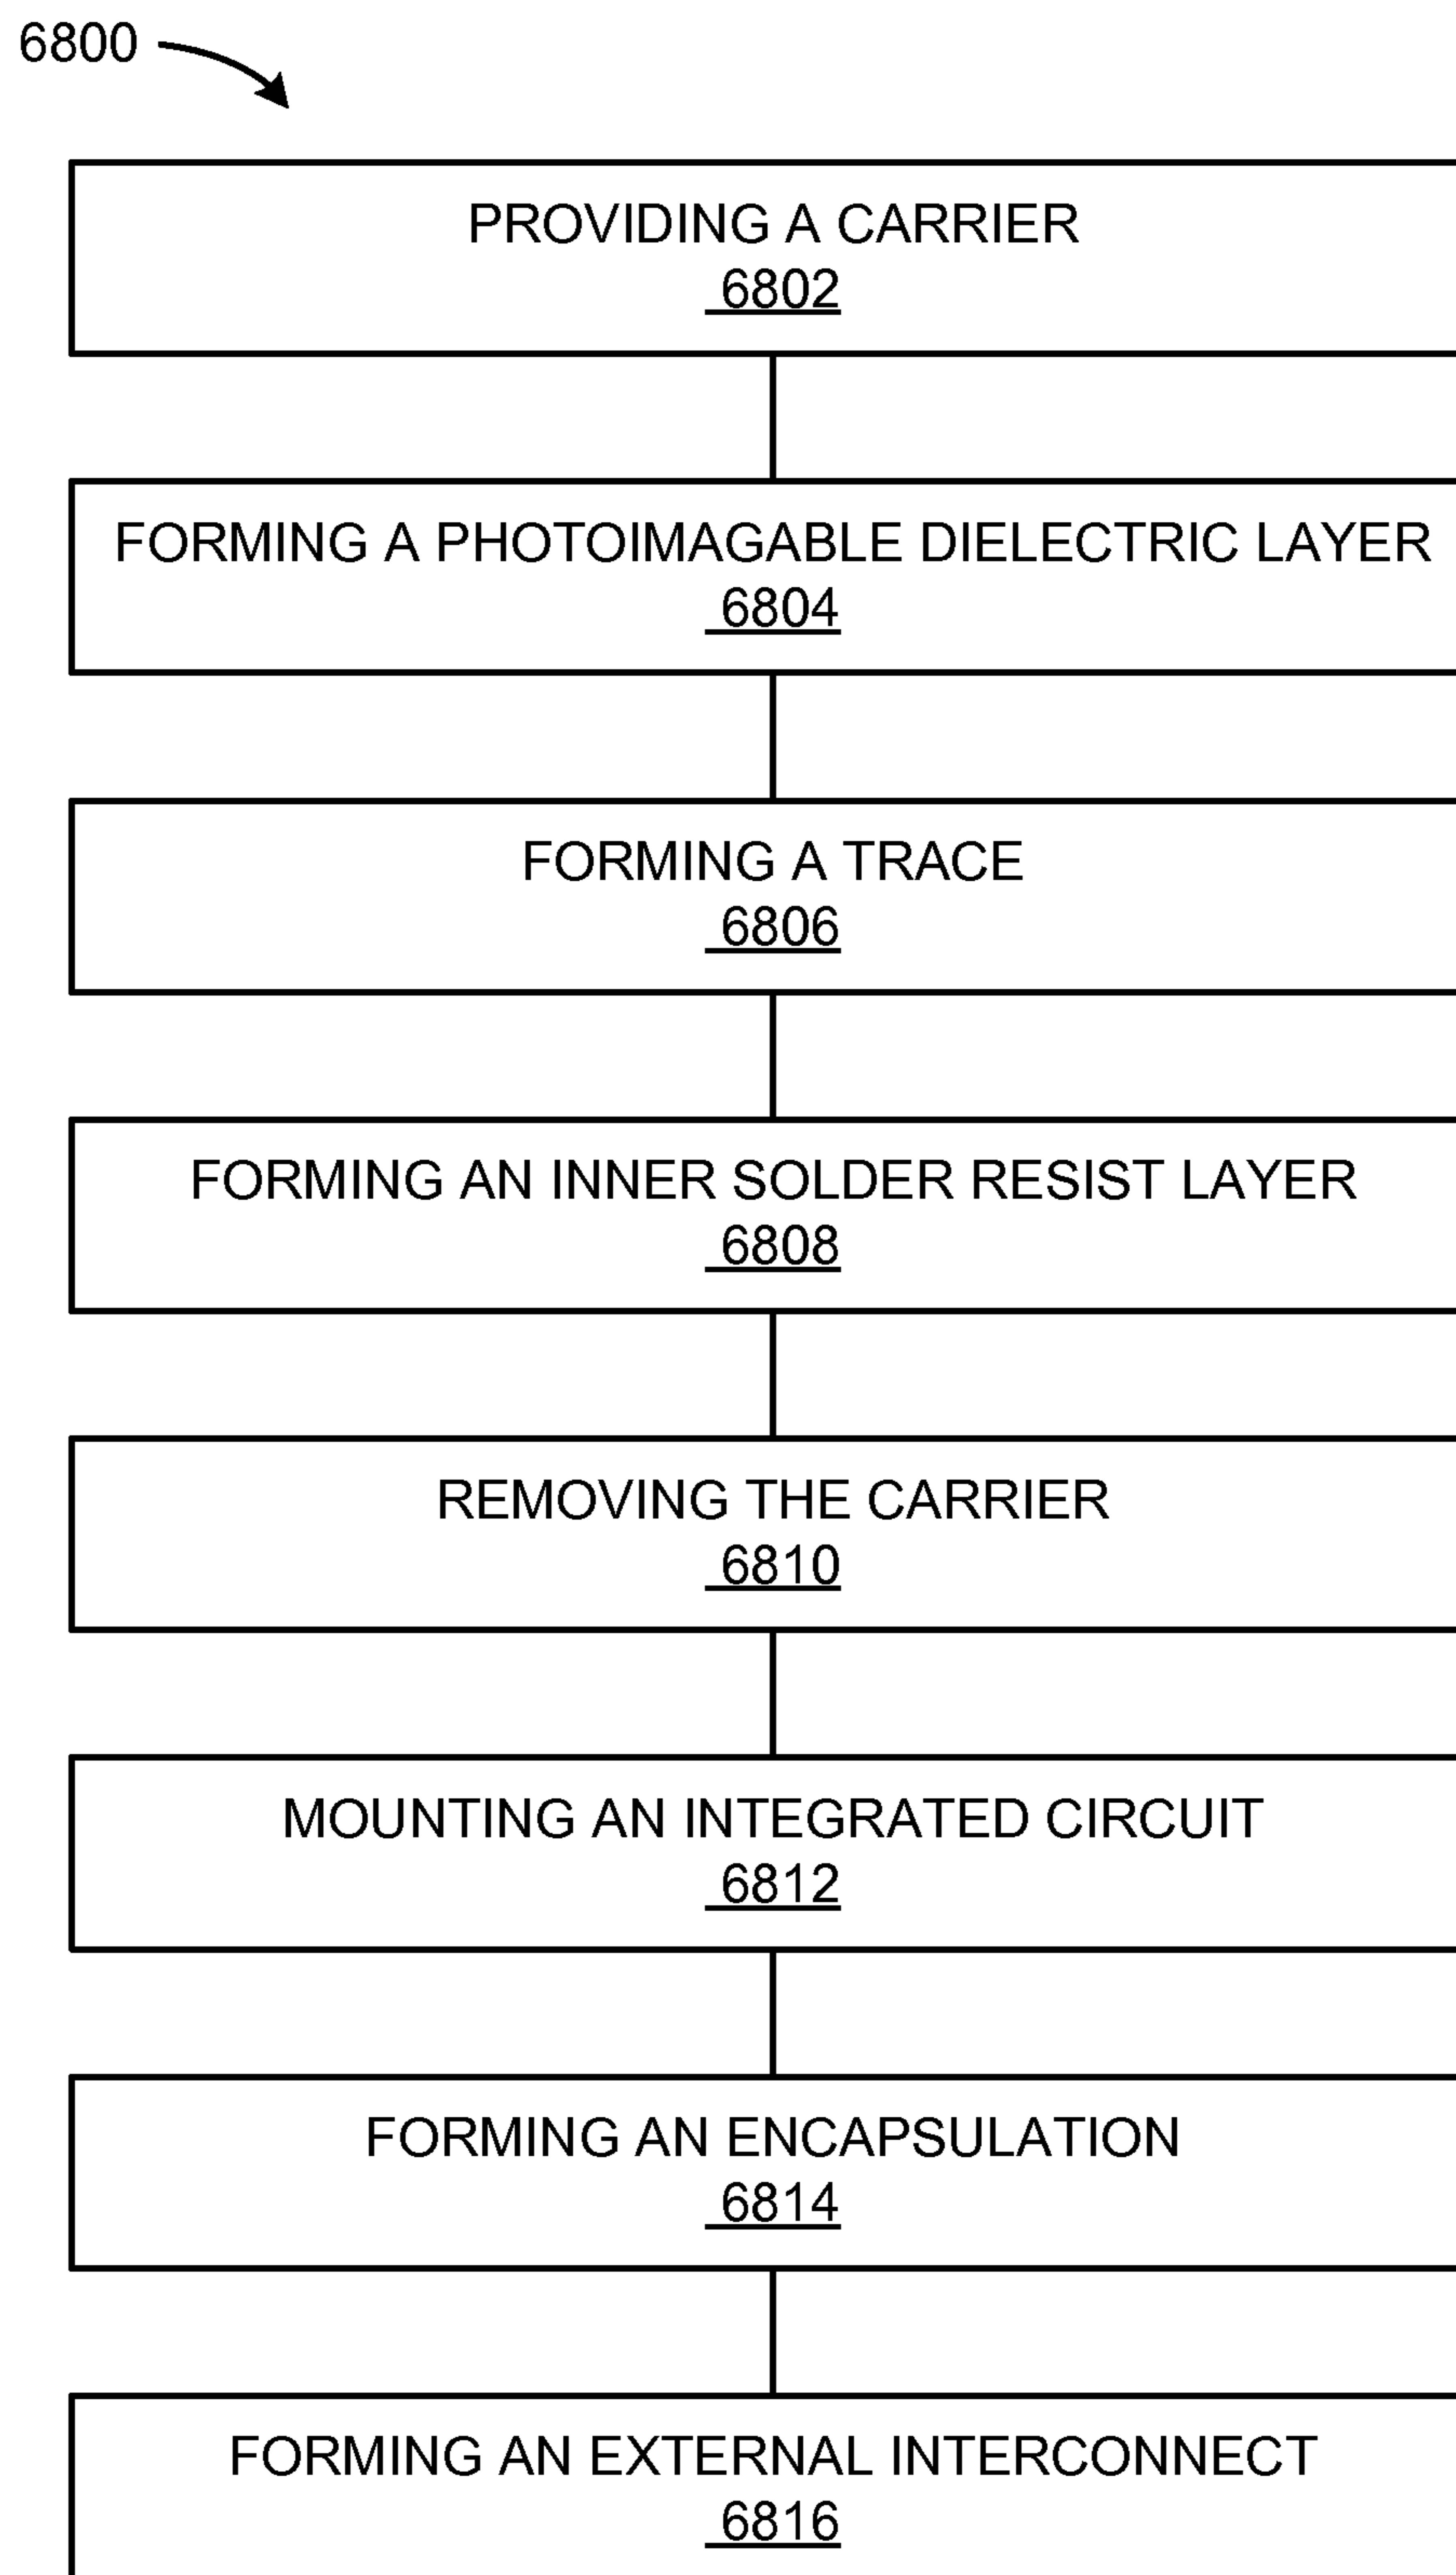 6800
PROVIDING A CARRIER
6802
FORMING A PHOTOIMAGABLE DIELECTRIC LAYER
6804
FORMING A TRACE
6806
FORMING AN INNER SOLDER RESIST LAYER
6808
REMOVING THE CARRIER
6810
MOUNTING AN INTEGRATED CIRCUIT
6812
FORMING AN ENCAPSULATION
6814
FORMING AN EXTERNAL INTERCONNECT
6816